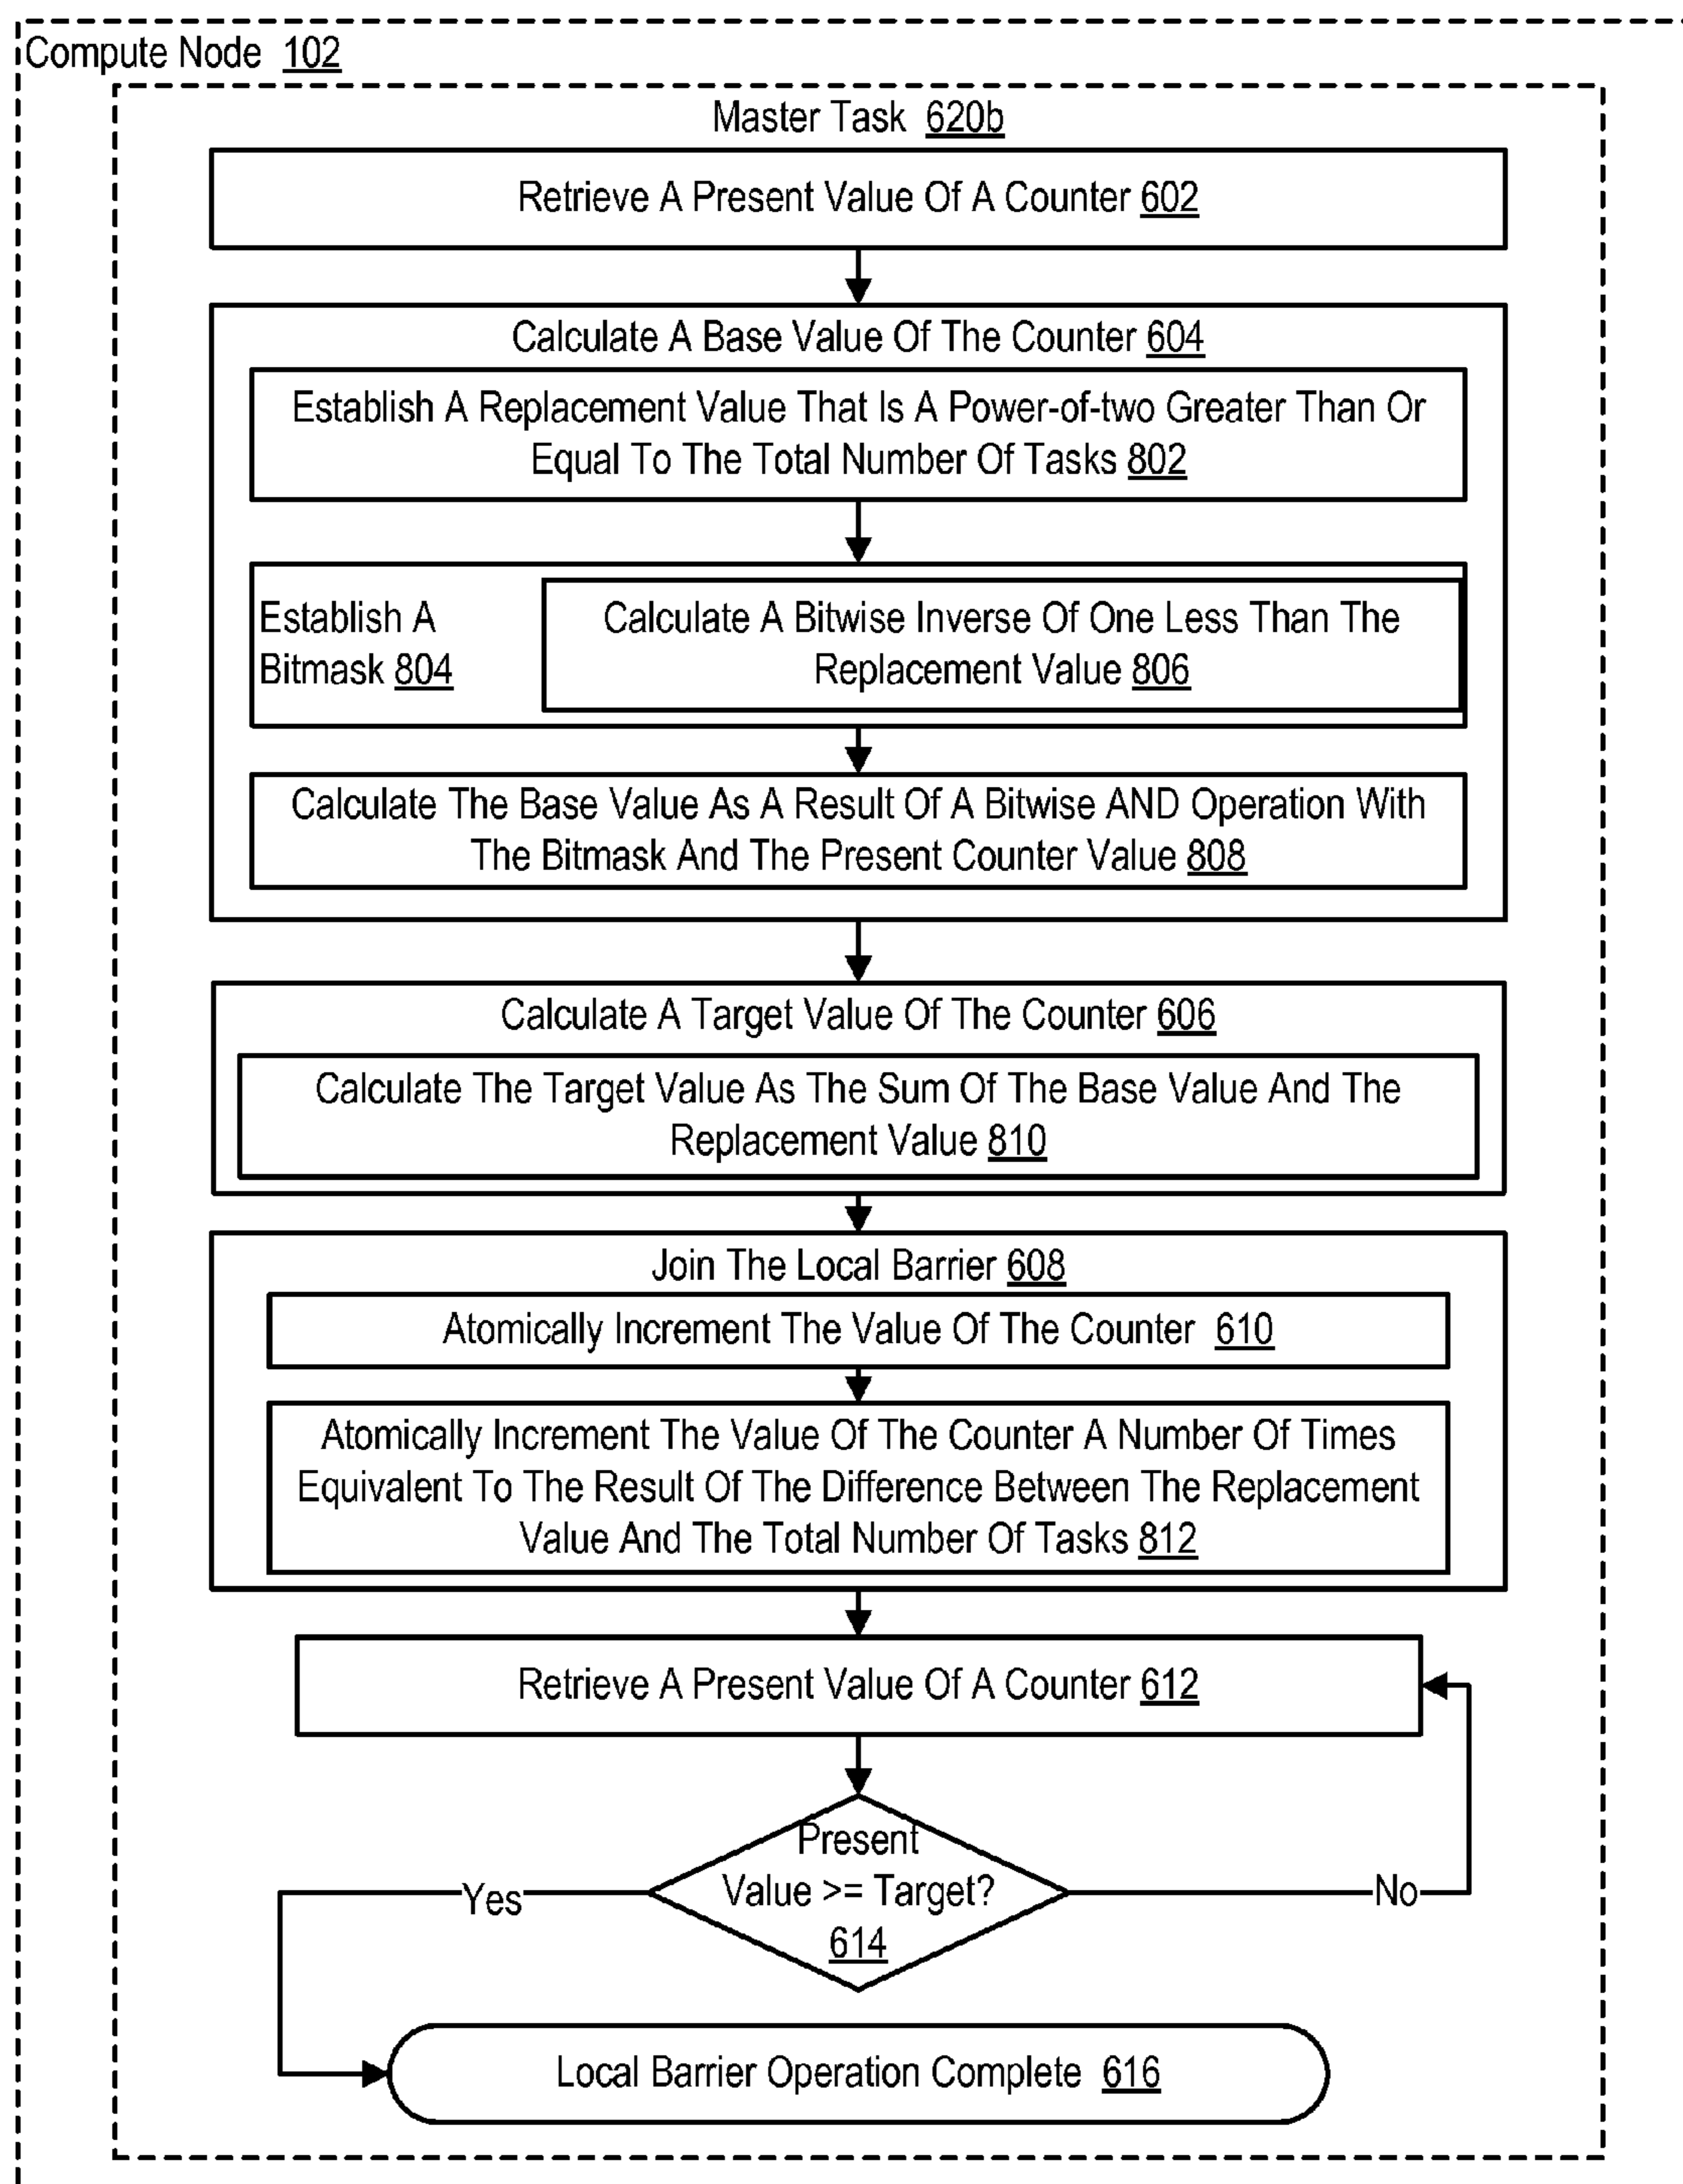 Compute Node 102
Master Task 620b
Retrieve A Present Value Of A Counter 602
Calculate A Base Value Of The Counter 604
Establish A Replacement Value That Is A Power-of-two Greater Than Or
Equal To The Total Number Of Tasks 802
Establish A
Bitmask 804
Calculate A Bitwise Inverse Of One Less Than The
Replacement Value 806
Calculate The Base Value As A Result Of A Bitwise AND Operation With
The Bitmask And The Present Counter Value 808
Calculate A Target Value Of The Counter 606
Calculate The Target Value As The Sum Of The Base Value And The
Replacement Value 810
Join The Local Barrier 608
Atomically Increment The Value Of The Counter 610
Atomically Increment The Value Of The Counter A Number Of Times
Equivalent To The Result Of The Difference Between The Replacement
Value And The Total Number Of Tasks 812
Retrieve A Present Value Of A Counter 612
Present
Value >= Target?
614
Yes
No
Local Barrier Operation Complete 616